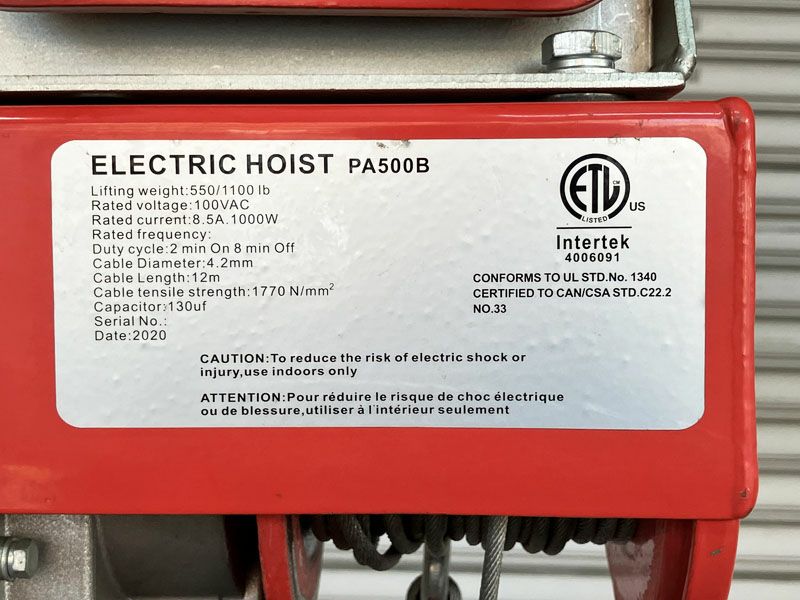 ELECTRIC HOIST PA500B
Lifting weight:550/1100 lb
Rated voltage:100VAC
Rated current:8.5A.1000W
Rated frequency:
Duty cycle:2 min On 8 min Off
Cable Diameter:4.2mm
Cable Length:12m
Cable tensile strength:1770 N/mm²
Capacitor:130uf
Serial No.:
Date:2020
ETL CM
LISTED
US
Intertek
4006091
CONFORMS TO UL STD.No. 1340
CERTIFIED TO CAN/CSA STD.C22.2
NO.33
CAUTION:To reduce the risk of electric shock or
injury,use indoors only
ATTENTION:Pour réduire le risque de choc électrique
ou de blessure,utiliser à l'intérieur seulement